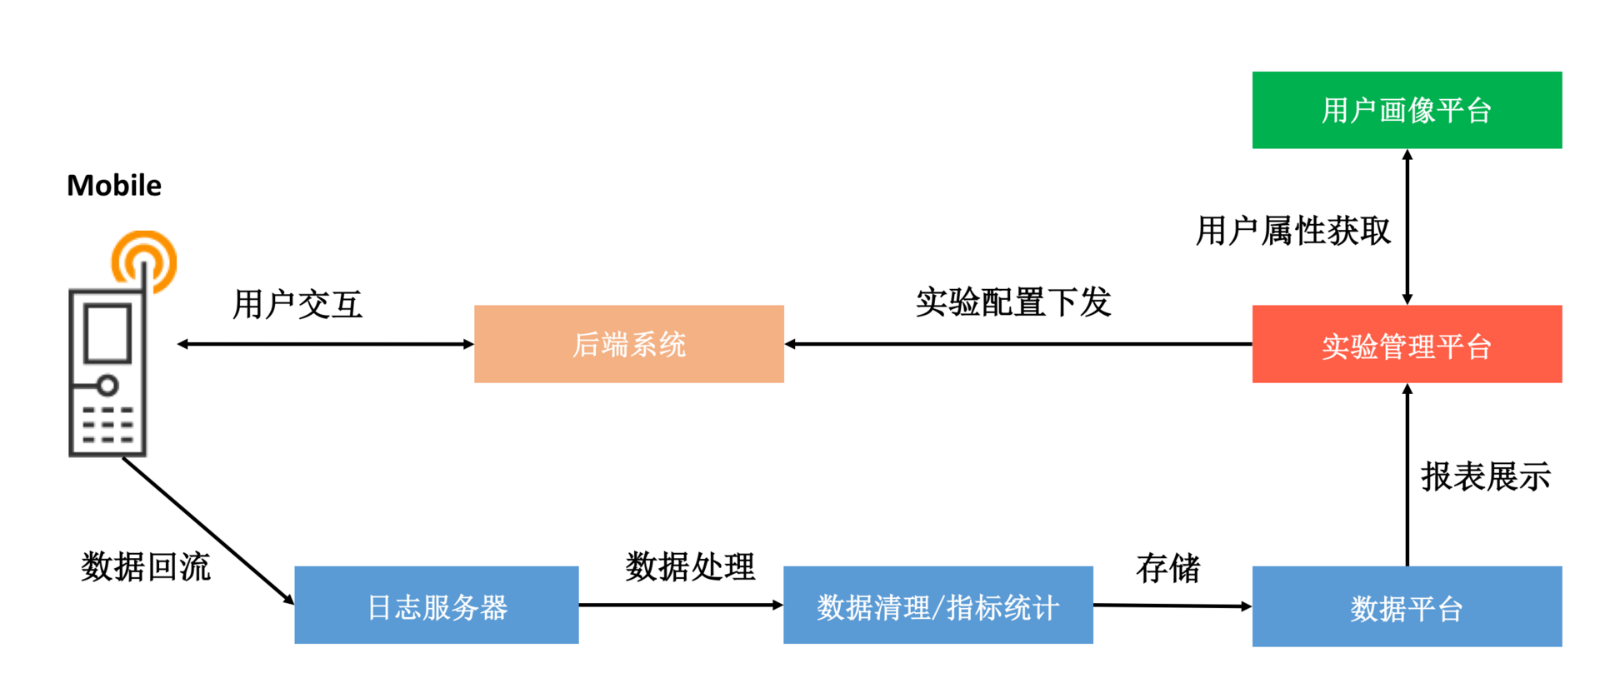 用户画像平台
Mobile
用户属性获取
用户交互
实验配置下发
后端系统
实验管理平台
报表展示
数据回流
数据处理
存储
日志服务器
数据清理/指标统计
数据平台